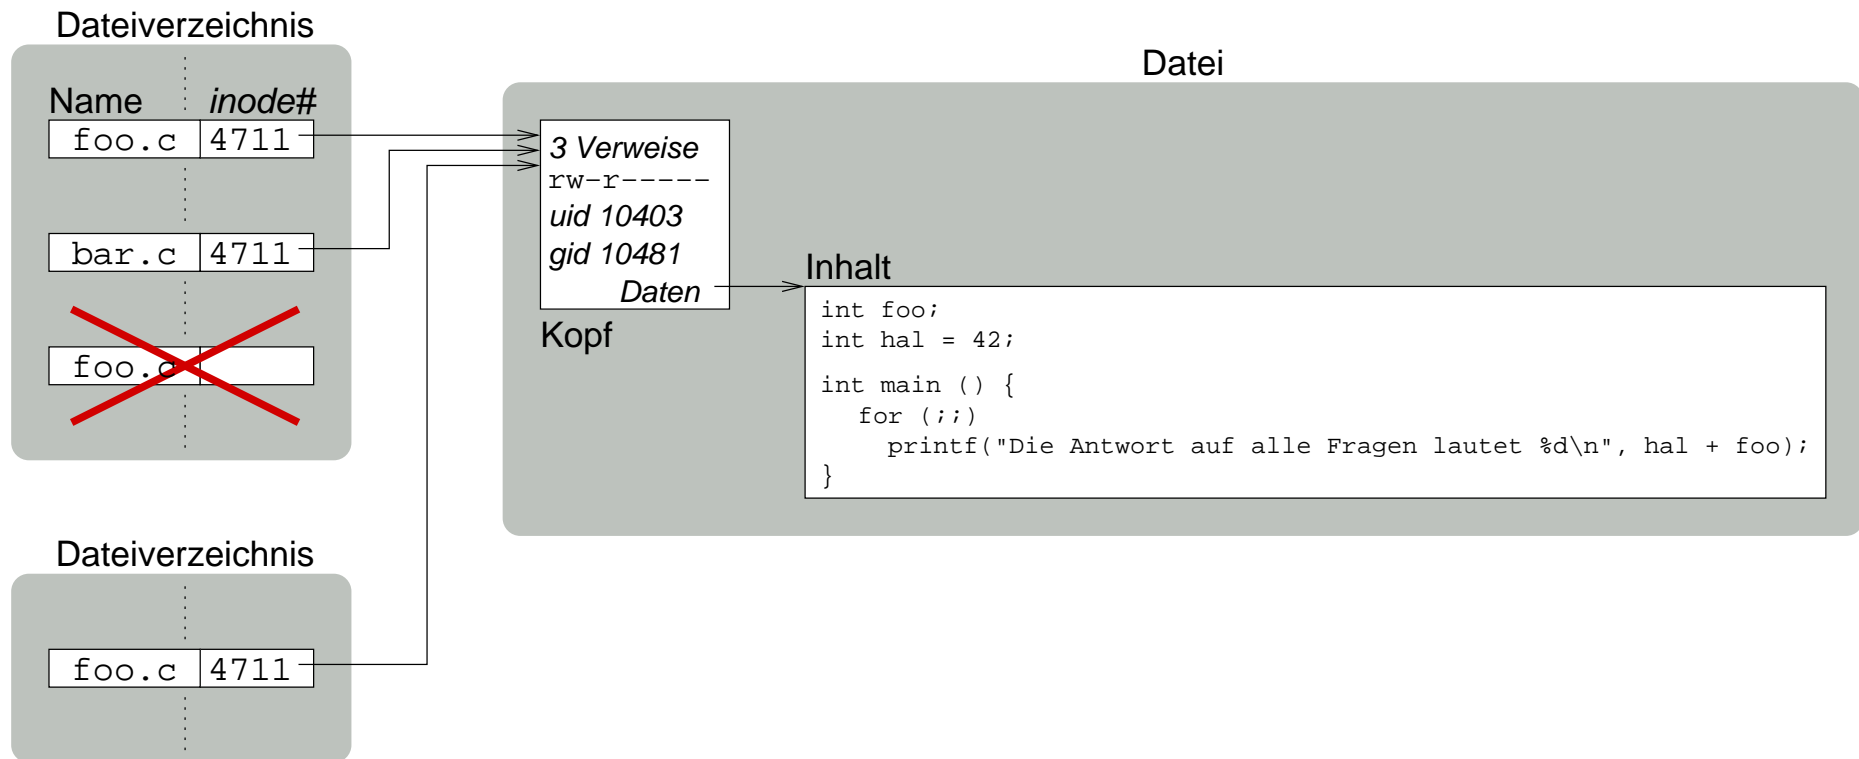 Dateiverzeichnis
Name inode#
foo.c 4711
bar.c 4711
foo.c
Dateiverzeichnis
foo.c 4711
Datei
3 Verweise
rw-r-----
uid 10403
gid 10481
Daten
Kopf
Inhalt
int foo;
int hal = 42;
int main () {
for (;;)
printf("Die Antwort auf alle Fragen lautet %d\n", hal + foo);
}